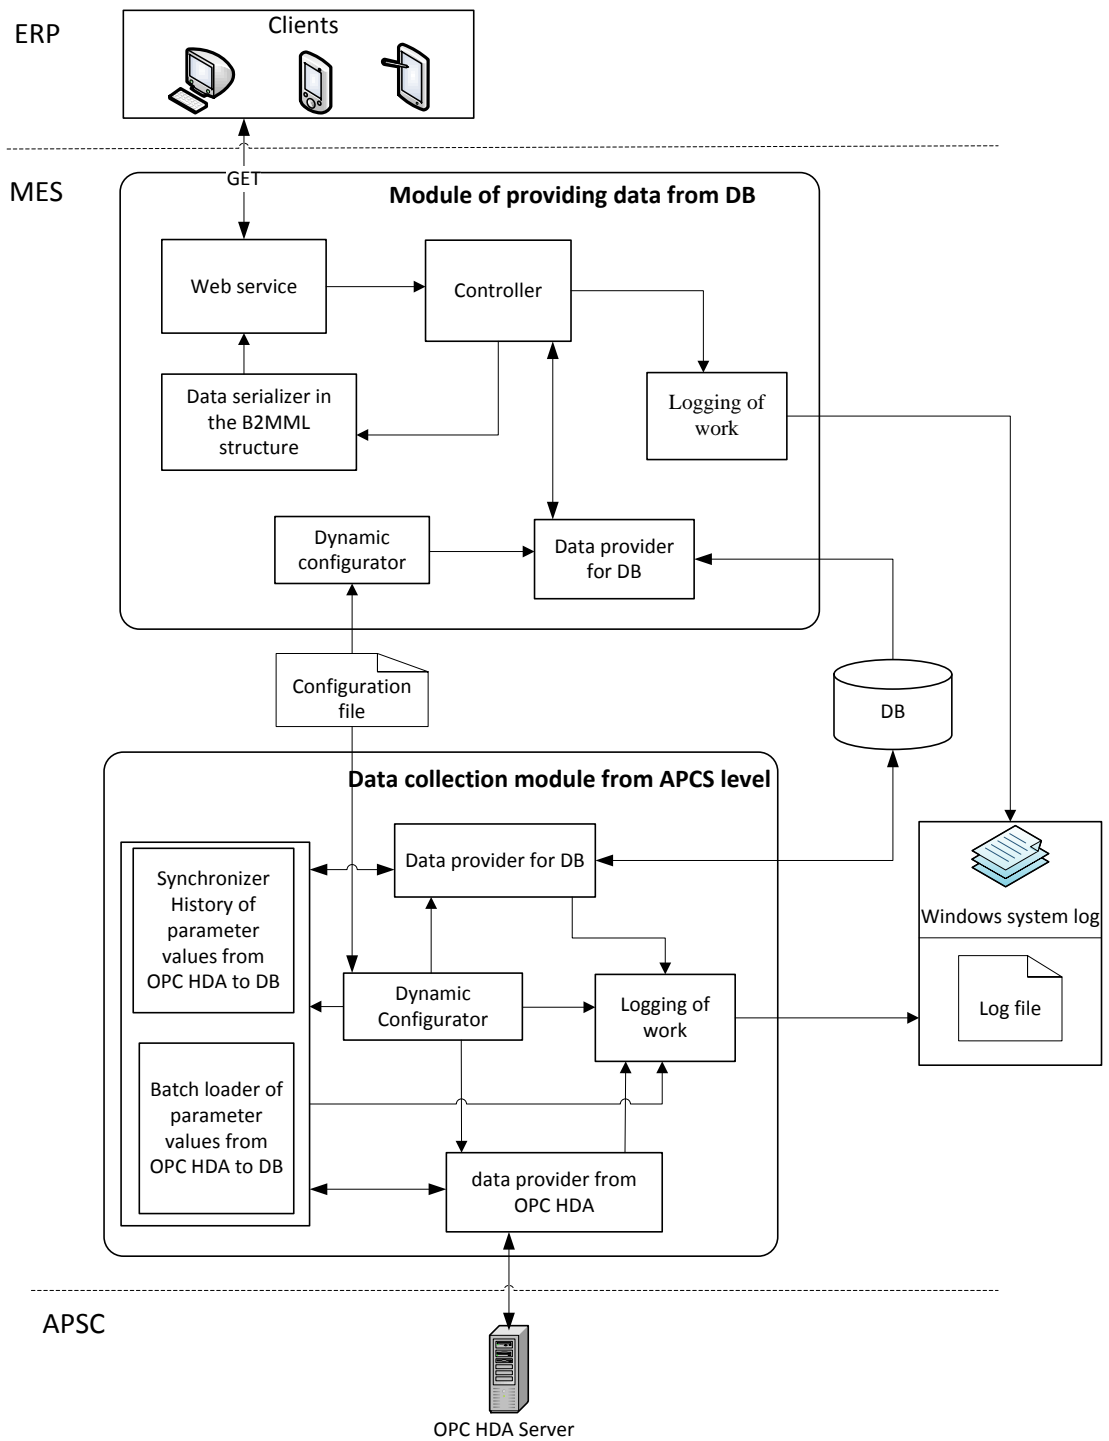 ERP
Clients
GET
MES
Module of providing data from DB
Web service
Controller
Data serializer in
the B2MML
structure
Logging of
work
Dynamic
configurator
Data provider
for DB
Configuration
file
DB
Data collection module from APCS level
Synchronizer
History of
parameter
values from
OPC HDA to DB
Data provider for DB
Windows system log
Dynamic
Configurator
Logging of
work
Log file
Batch loader of
parameter
values from
OPC HDA to DB
data provider from
OPC HDA
APSC
OPC HDA Server